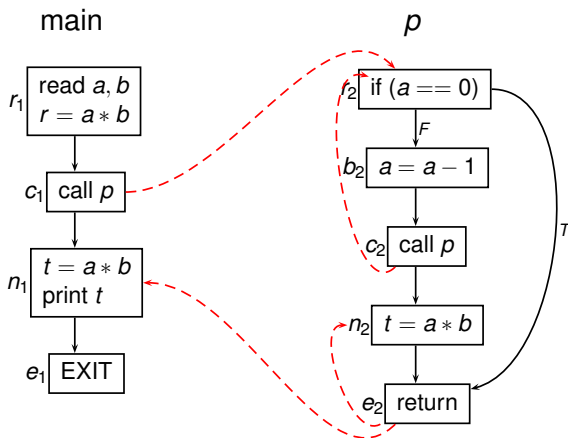 main
r1
read a, b
r = a * b
c1 call p
n1
t = a * b
print t
e1 EXIT
p
r2 if (a == 0)
F
T
b2 a = a − 1
c2 call p
n2 t = a * b
e2 return